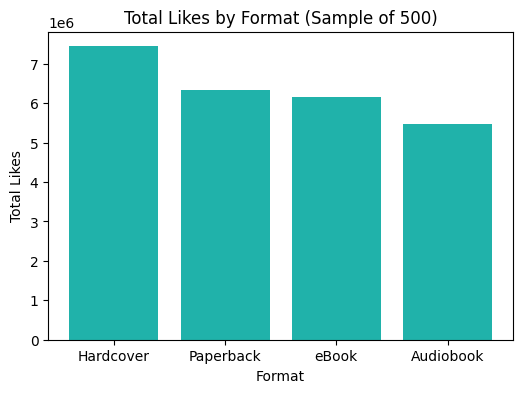 Total Likes by Format (Sample of 500)
1e6
Total Likes
7
6
5
4
3
2
1
0
Hardcover Paperback eBook Audiobook
Format